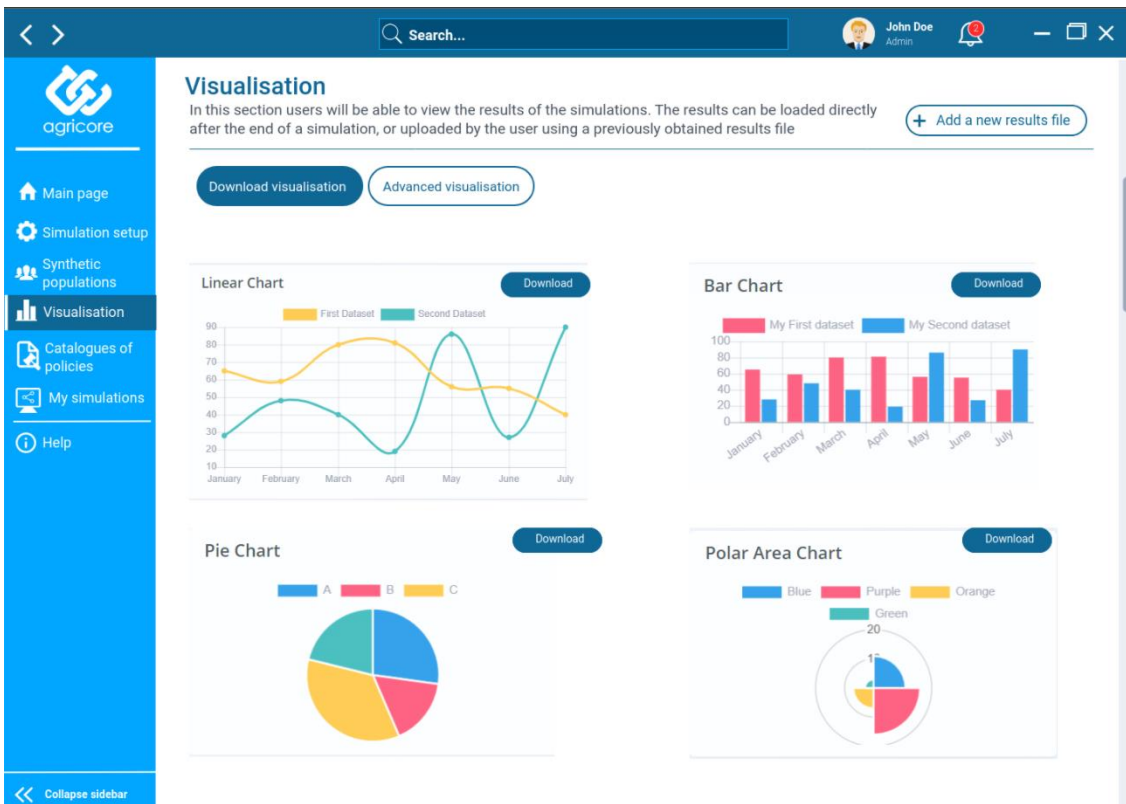 Search...
John Doe
Admin
2
agricore
Main page
Simulation setup
Synthetic
populations
Visualisation
Catalogues of
policies
My simulations
Help
Collapse sidebar
Visualisation
In this section users will be able to view the results of the simulations. The results can be loaded directly
after the end of a simulation, or uploaded by the user using a previously obtained results file
+ Add a new results file
Download visualisation
Advanced visualisation
Linear Chart
Download
First Dataset Second Dataset
90
80
70
60
50
40
30
20
10
January February March April May June July
Bar Chart
Download
My First dataset My Second dataset
100
80
60
40
20
0
January February March April May June July
Pie Chart
Download
A B C
Polar Area Chart
Download
Blue Purple Orange
Green
20